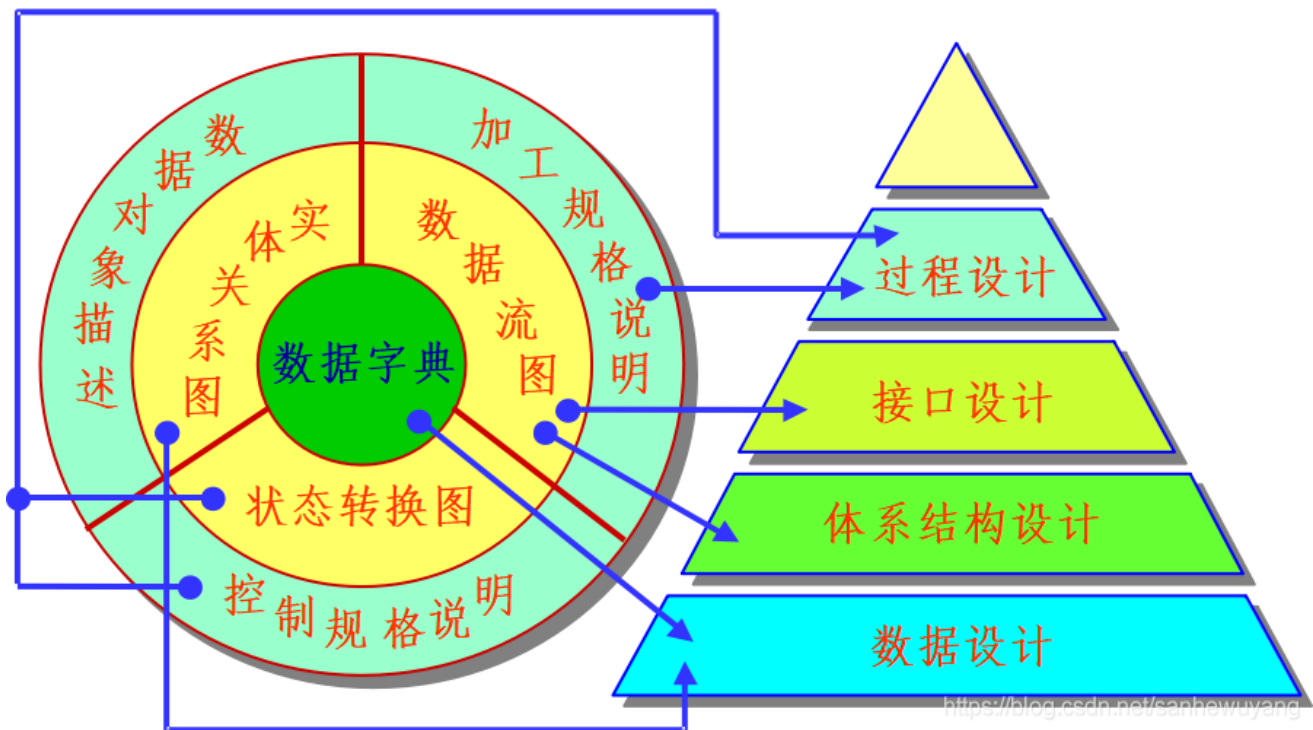 数据对象描述
实体关系图
数据字典
数据流图
加工规格说明
状态转换图
控制规格说明
过程设计
接口设计
体系结构设计
数据设计
https://blog.csdn.net/sanhewuyang